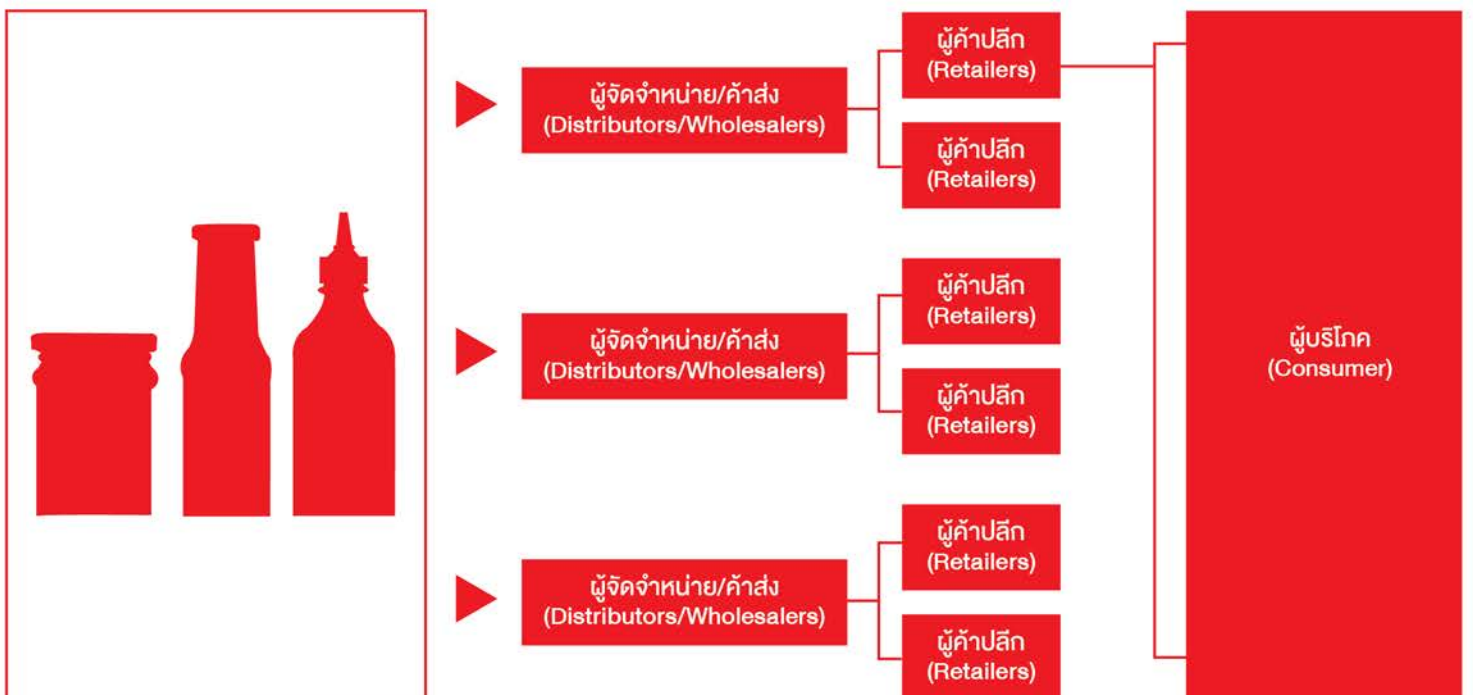 ผู้จัดจำหน่าย/ค้าส่ง
(Distributors/Wholesalers)
ผู้ค้าปลีก
(Retailers)
ผู้ค้าปลีก
(Retailers)
ผู้จัดจำหน่าย/ค้าส่ง
(Distributors/Wholesalers)
ผู้ค้าปลีก
(Retailers)
ผู้ค้าปลีก
(Retailers)
ผู้จัดจำหน่าย/ค้าส่ง
(Distributors/Wholesalers)
ผู้ค้าปลีก
(Retailers)
ผู้ค้าปลีก
(Retailers)
ผู้บริโภค
(Consumer)